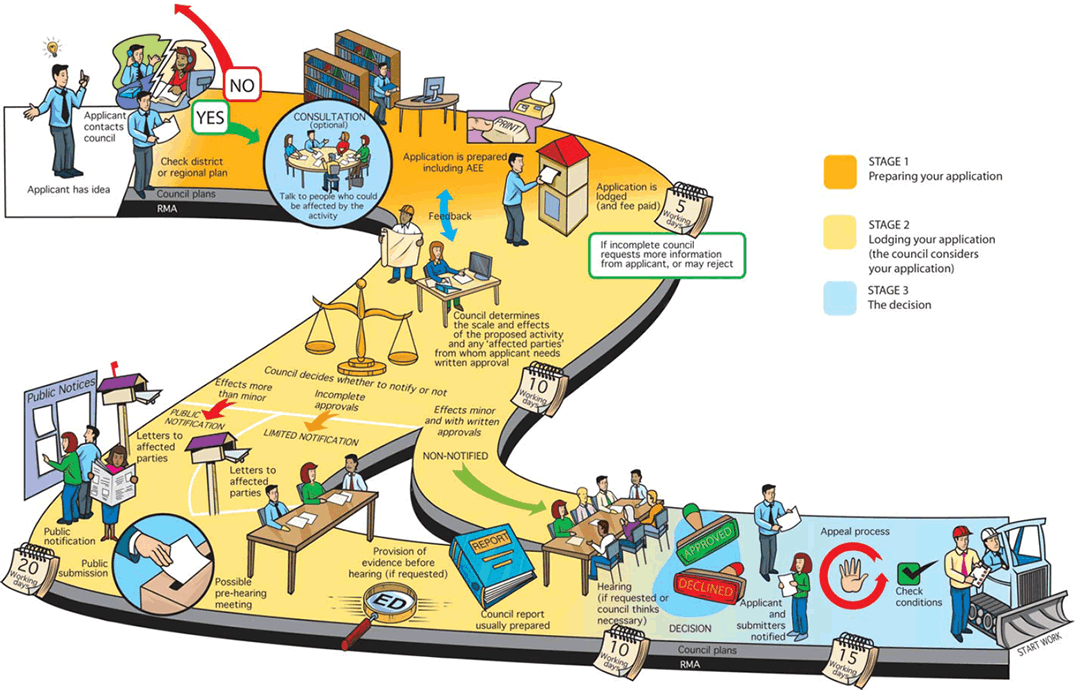 NO
YES
Applicant
contacts
council
Applicant has idea
Check district
or regional plan
Council plans
RMA
CONSULTATION
(optional)
Talk to people who could
be affected by the
activity
PRINT
Application is prepared
including AEE
Feedback
Application is
lodged
(and fee paid)
5
Working
days
If incomplete council
requests more information
from applicant, or may reject
STAGE 1
Preparing your application
STAGE 2
Lodging your application
(the council considers
your application)
STAGE 3
The decision
Council determines
the scale and effects
of the proposed activity
and any 'affected parties'
from whom applicant needs
written approval
10
Working
days
Council decides whether to notify or not
Effects more
than minor
Incomplete
approvals
Effects minor
and with written
approvals
PUBLIC
NOTIFICATION
LIMITED NOTIFICATION
NON-NOTIFIED
Public Notices
Letters to
affected
parties
Letters to
affected
parties
Public
notification
20
Working
days
Public
submission
Possible
pre-hearing
meeting
Provision of
evidence before
hearing (if requested)
ED
REPORT
Council report
usually prepared
Hearing
(if requested or
council thinks
necessary)
10
Working
days
APPROVED
DECLINED
DECISION
Applicant
and
submitters
notified
Appeal process
Check
conditions
15
Working
days
Council plans
RMA
START WORK